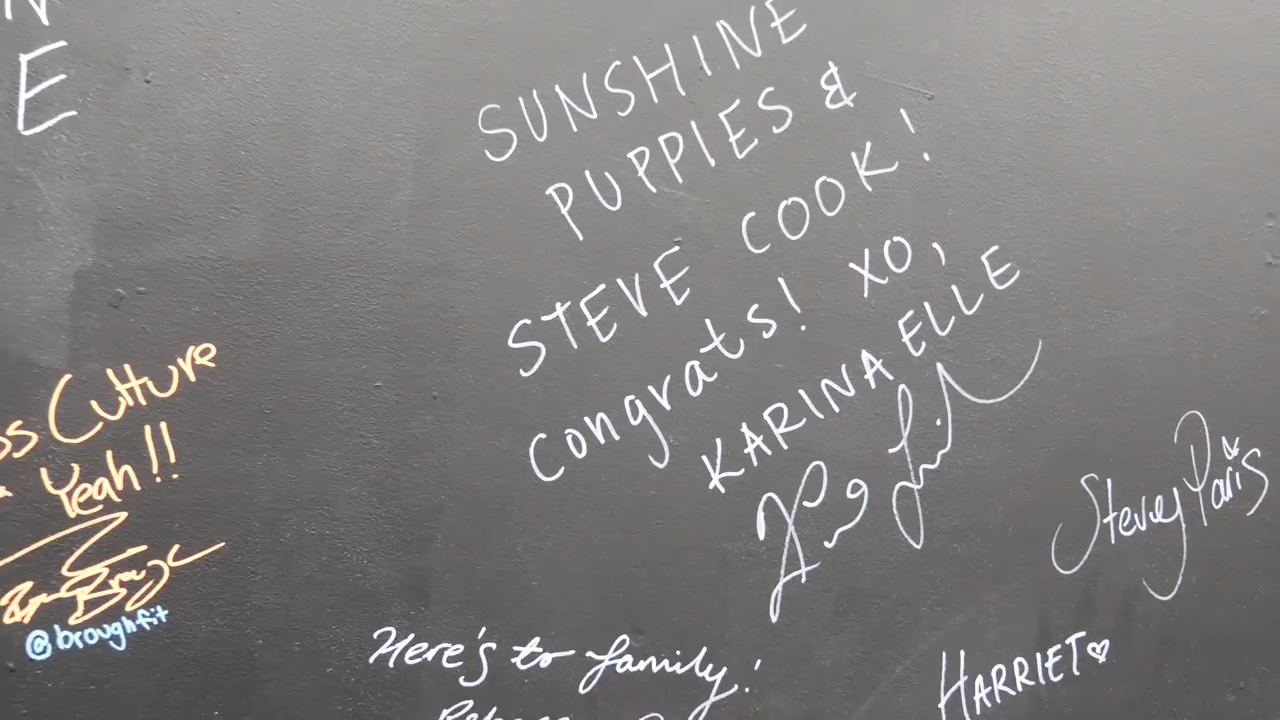 E
SUNSHINE
PUPPIES &
STEVE COOK!
congrats! XO,
KARINA ELLE
Culture
Yeah!!
@broughfit
Stevey Paris
Here's to family!
HARRIET